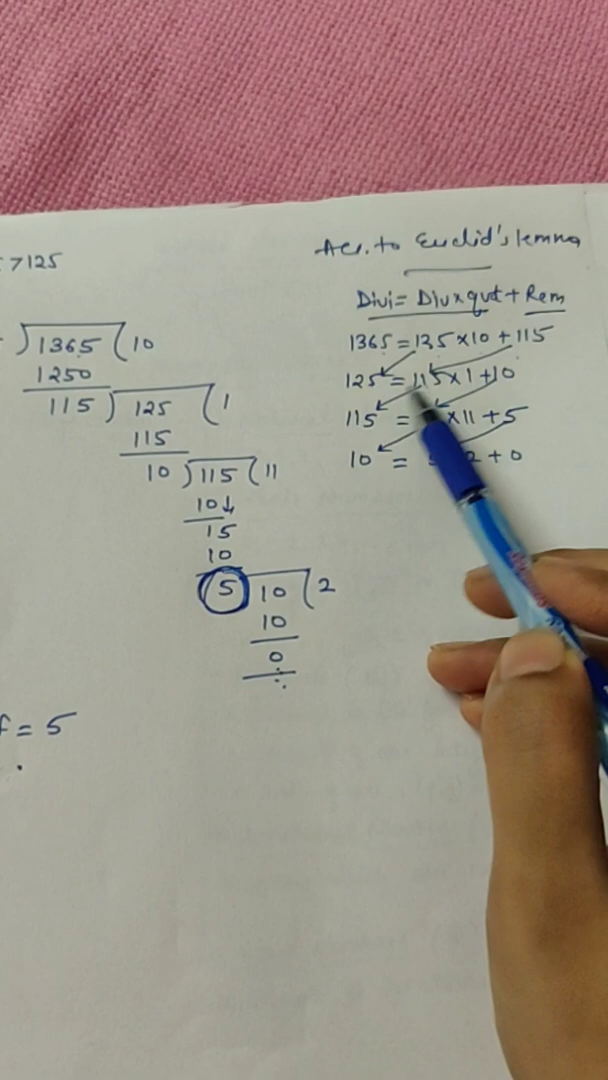 Acc. to Euclid's lemma
> 7125
Divi = Div x qut + Rem
) 1365 ( 10
1250
115 ) 125 ( 1
115
10 ) 115 ( 11
10↓
15
10
5 10 ( 2
10
0
1365 = 125 x 10 + 115
125 = 115 x 1 + 10
115 = x 11 + 5
10 = 2 + 0
= 5